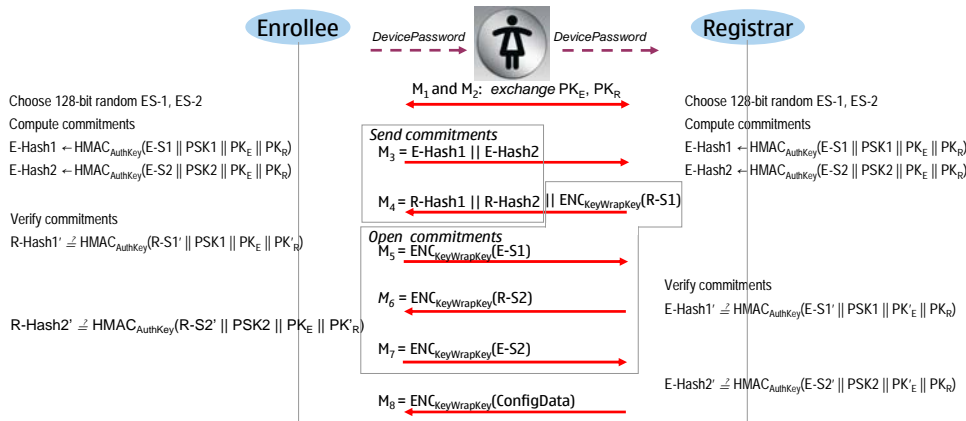 Enrollee
DevicePassword
DevicePassword
Registrar
M1 and M2: exchange PKE, PKR
Choose 128-bit random ES-1, ES-2
Compute commitments
E-Hash1 ← HMACAuthKey(E-S1 || PSK1 || PKE || PKR)
E-Hash2 ← HMACAuthKey(E-S2 || PSK2 || PKE || PKR)
Choose 128-bit random ES-1, ES-2
Compute commitments
E-Hash1 ← HMACAuthKey(E-S1 || PSK1 || PKE || PKR)
E-Hash2 ← HMACAuthKey(E-S2 || PSK2 || PKE || PKR)
Send commitments
M3 = E-Hash1 || E-Hash2
M4 = R-Hash1 || R-Hash2 || ENCKeyWrapKey(R-S1)
Verify commitments
R-Hash1' ≟ HMACAuthKey(R-S1' || PSK1 || PKE || PK'R)
Open commitments
M5 = ENCKeyWrapKey(E-S1)
M6 = ENCKeyWrapKey(R-S2)
Verify commitments
E-Hash1' ≟ HMACAuthKey(E-S1' || PSK1 || PK'E || PKR)
R-Hash2' ≟ HMACAuthKey(R-S2' || PSK2 || PKE || PK'R)
M7 = ENCKeyWrapKey(E-S2)
E-Hash2' ≟ HMACAuthKey(E-S2' || PSK2 || PK'E || PKR)
M8 = ENCKeyWrapKey(ConfigData)